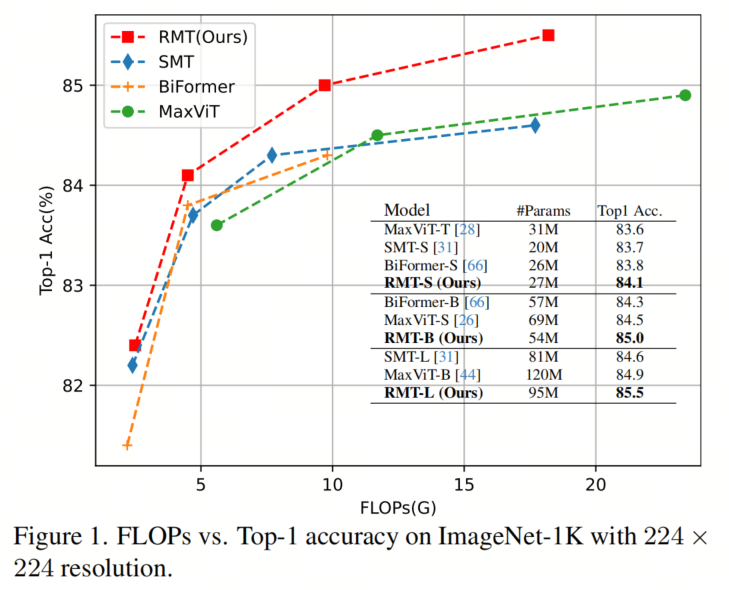 RMT(Ours)
SMT
BiFormer
MaxViT
85
84
83
82
Top-1 Acc(%)
Model #Params Top1 Acc.
MaxViT-T [28] 31M 83.6
SMT-S [31] 20M 83.7
BiFormer-S [66] 26M 83.8
RMT-S (Ours) 27M 84.1
BiFormer-B [66] 57M 84.3
MaxViT-S [26] 69M 84.5
RMT-B (Ours) 54M 85.0
SMT-L [31] 81M 84.6
MaxViT-B [44] 120M 84.9
RMT-L (Ours) 95M 85.5
5 10 15 20
FLOPs(G)
Figure 1. FLOPs vs. Top-1 accuracy on ImageNet-1K with 224 ×
224 resolution.